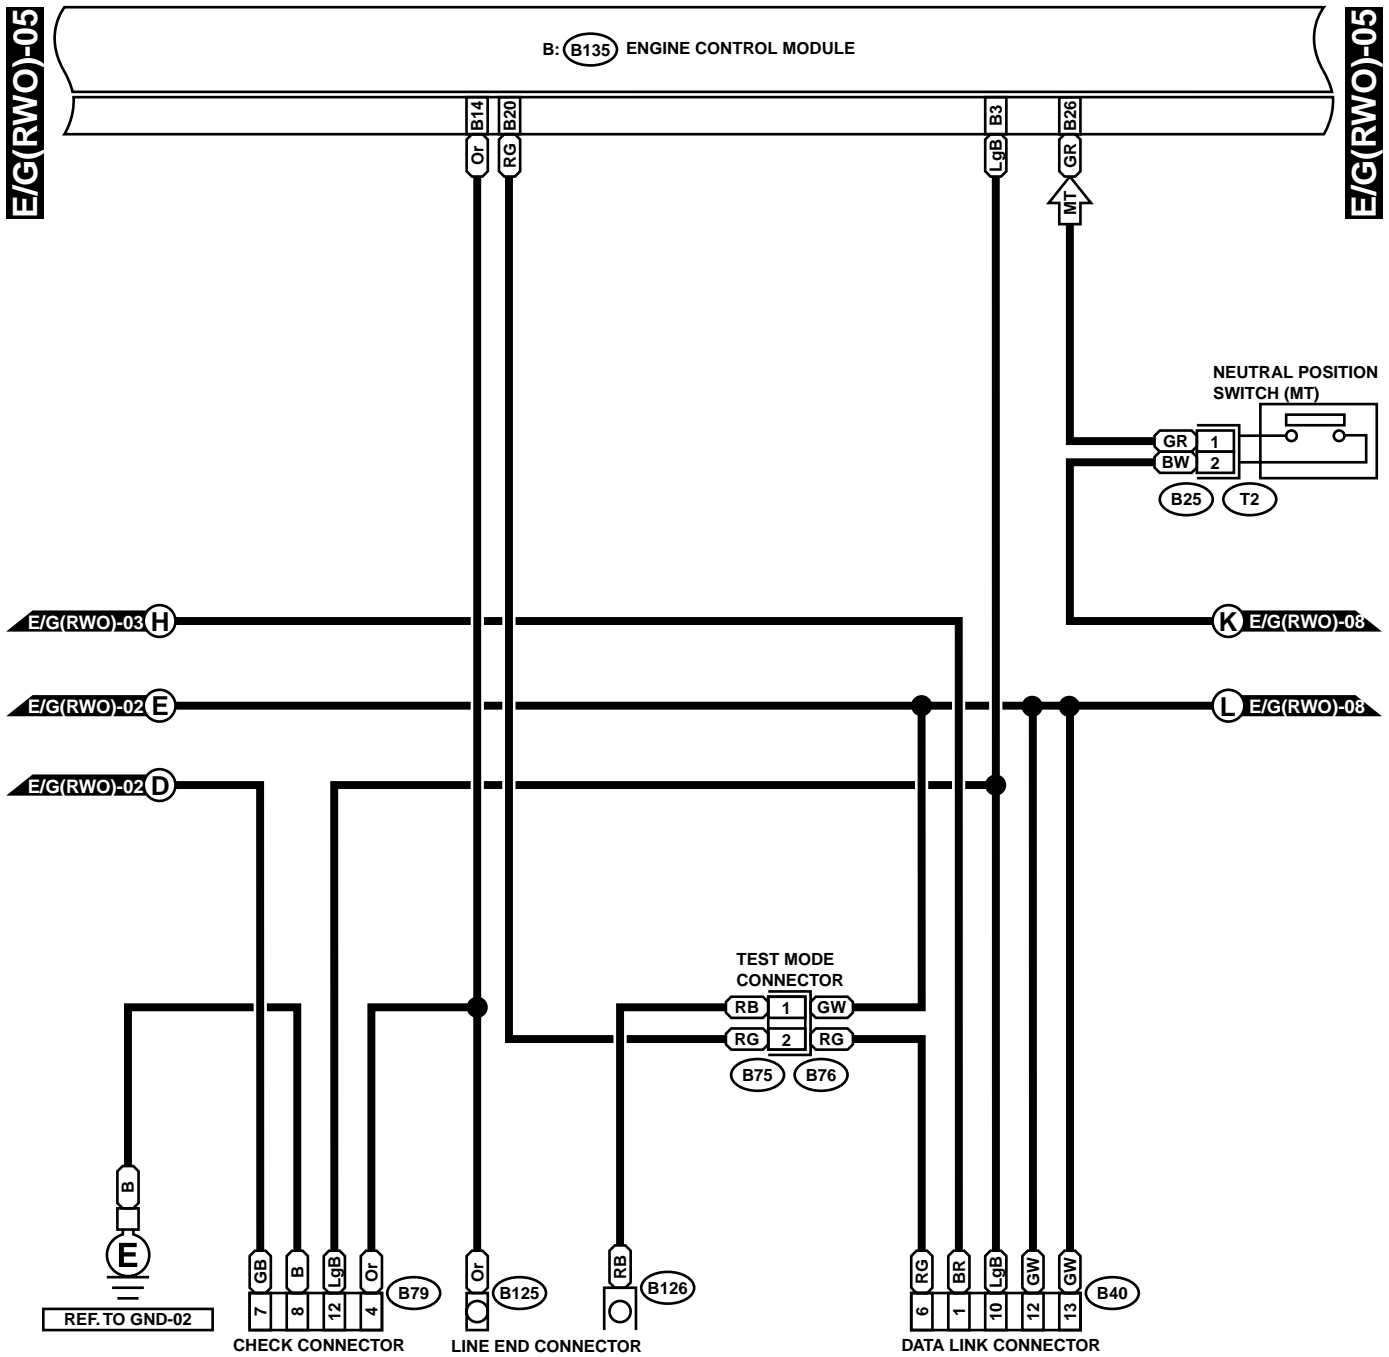 E/G(RWO)-05
B: B135 ENGINE CONTROL MODULE
E/G(RWO)-05
B14 B20 B3 B26
Or RG LgB GR
MT
NEUTRAL POSITION
SWITCH (MT)
GR 1
BW 2
B25 T2
E/G(RWO)-03 H
K E/G(RWO)-08
E/G(RWO)-02 E
L E/G(RWO)-08
E/G(RWO)-02 D
TEST MODE
CONNECTOR
RB 1 GW
RG 2 RG
B75 B76
B
E
REF. TO GND-02
GB B LgB Or
7 8 12 4
B79
CHECK CONNECTOR
Or
B125
RB
B126
LINE END CONNECTOR
RG BR LgB GW GW
6 1 10 12 13
B40
DATA LINK CONNECTOR